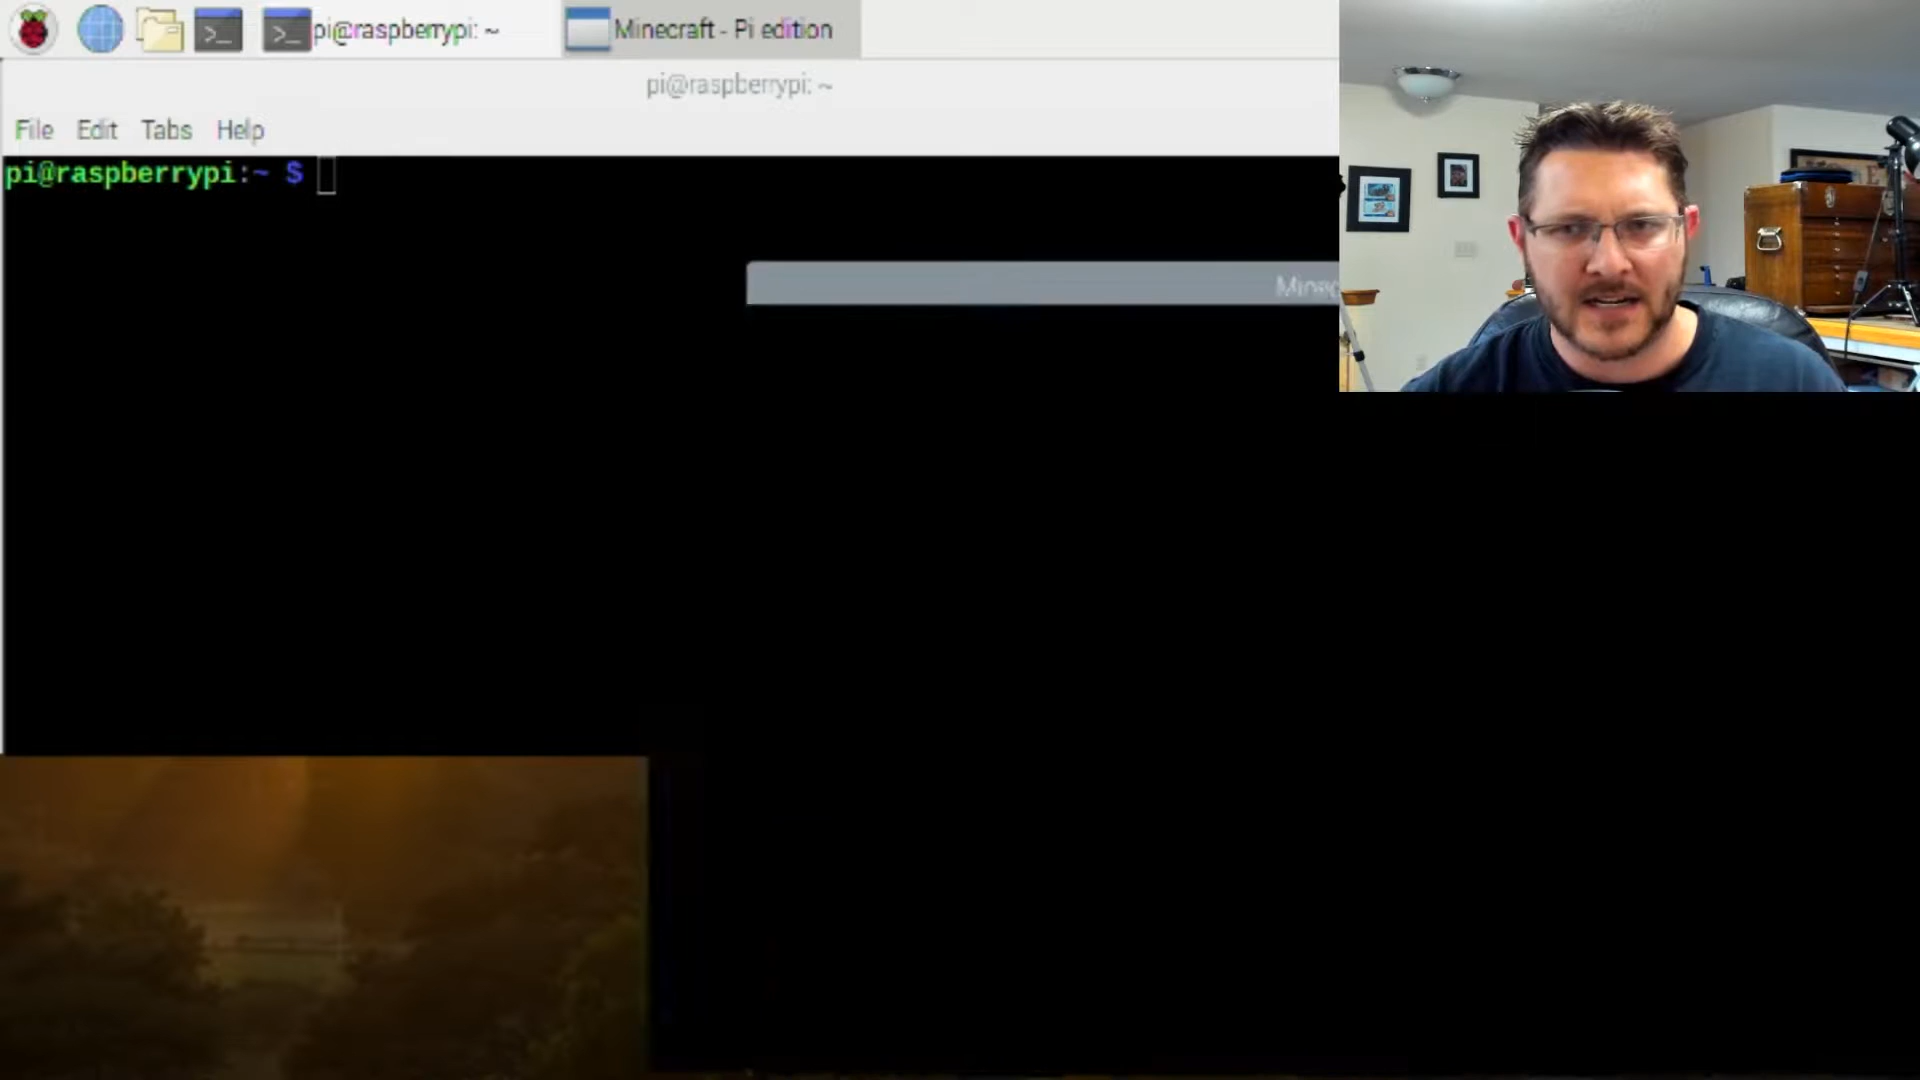 pi@raspberrypi: ~ Minecraft - Pi edition
pi@raspberrypi: ~
File Edit Tabs Help
pi@raspberrypi:~ $